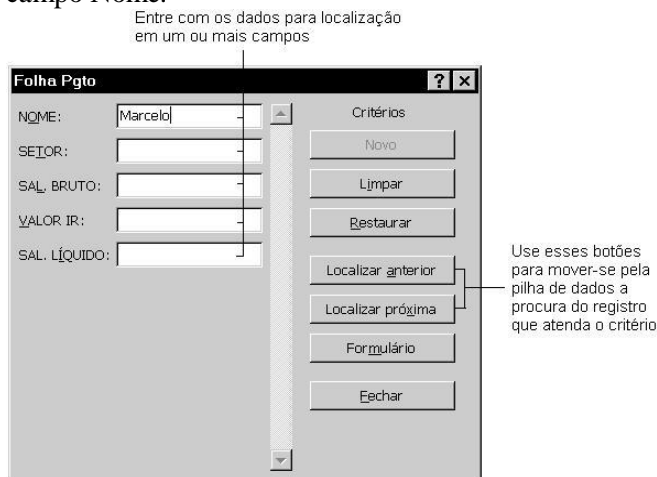 campo Nome.
Entre com os dados para localização
em um ou mais campos
Folha Pgto
NOME: Marcelo
Critérios
SETOR:
Novo
SAL. BRUTO:
Limpar
VALOR IR:
Restaurar
SAL. LÍQUIDO:
Localizar anterior
Localizar próxima
Formulário
Fechar
Use esses botões
para mover-se pela
pilha de dados a
procura do registro
que atenda o critério